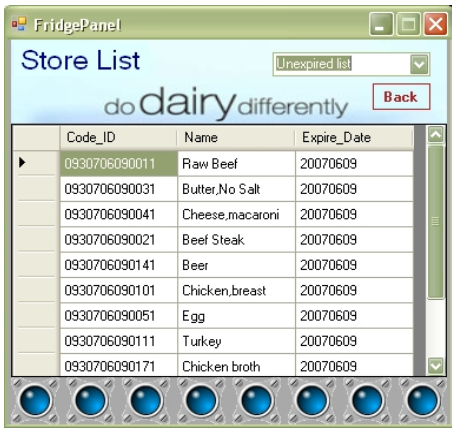 FridgePanel
Store List
Unexpired list
do dairy differently
Back
Code_ID Name Expire_Date
0930706090011 Raw Beef 20070609
0930706090031 Butter,No Salt 20070609
0930706090041 Cheese,macaroni 20070609
0930706090021 Beef Steak 20070609
0930706090141 Beer 20070609
0930706090101 Chicken,breast 20070609
0930706090051 Egg 20070609
0930706090111 Turkey 20070609
0930706090171 Chicken broth 20070609